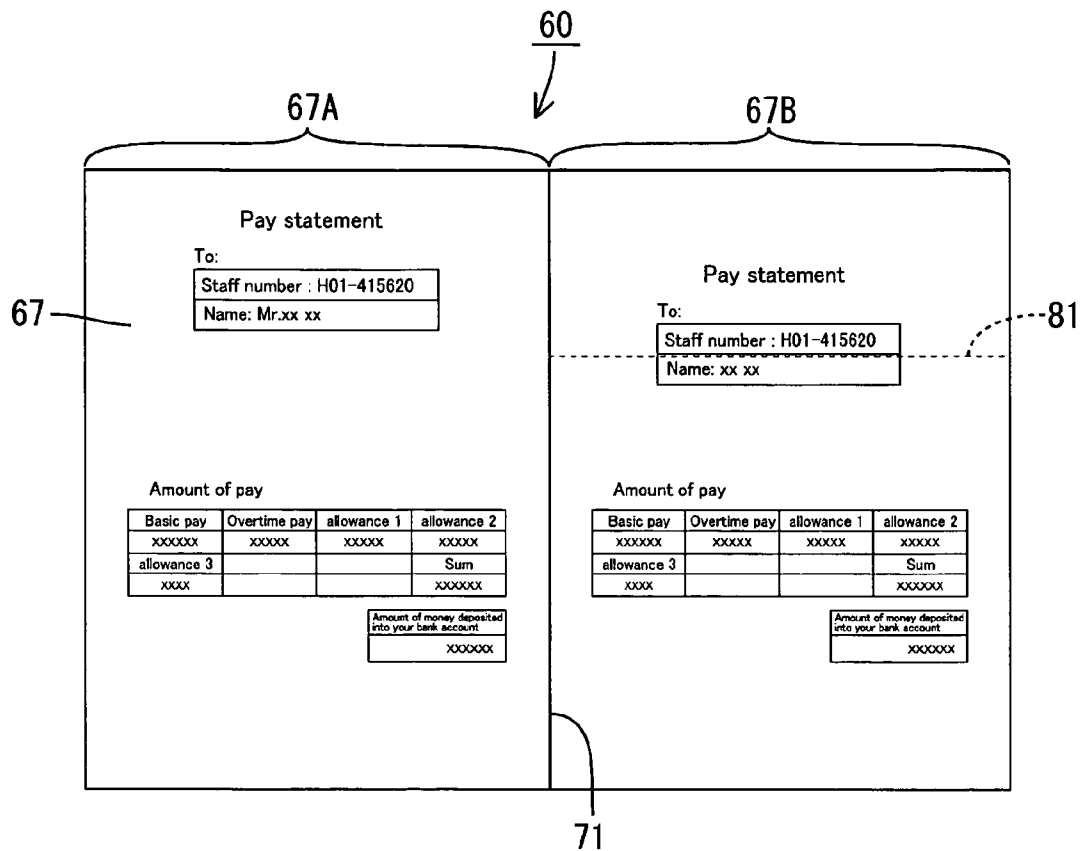 60
67A
67B
Pay statement
To:
Staff number : H01-415620
Name: Mr.xx xx
67
Amount of pay
Basic pay Overtime pay allowance 1 allowance 2
xxxxxx xxxxx xxxxx xxxxx
allowance 3 Sum
xxxx xxxxxx
Amount of money deposited
into your bank account
xxxxxx
Pay statement
To:
Staff number : H01-415620
Name: xx xx
81
Amount of pay
Basic pay Overtime pay allowance 1 allowance 2
xxxxxx xxxxx xxxxx xxxxx
allowance 3 Sum
xxxx xxxxxx
Amount of money deposited
into your bank account
xxxxxx
71